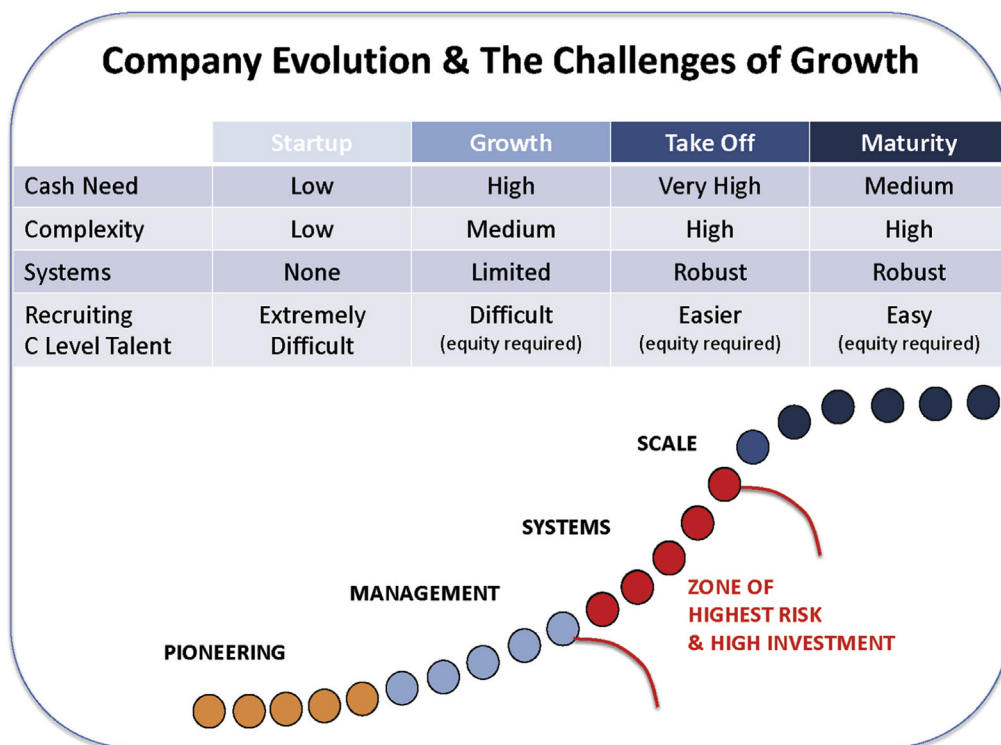 Company Evolution & The Challenges of Growth
Startup Growth Take Off Maturity
Cash Need Low High Very High Medium
Complexity Low Medium High High
Systems None Limited Robust Robust
Recruiting Extremely Difficult Easier Easy
C Level Talent Difficult (equity required) (equity required) (equity required)
SCALE
SYSTEMS
MANAGEMENT
ZONE OF
HIGHEST RISK
& HIGH INVESTMENT
PIONEERING